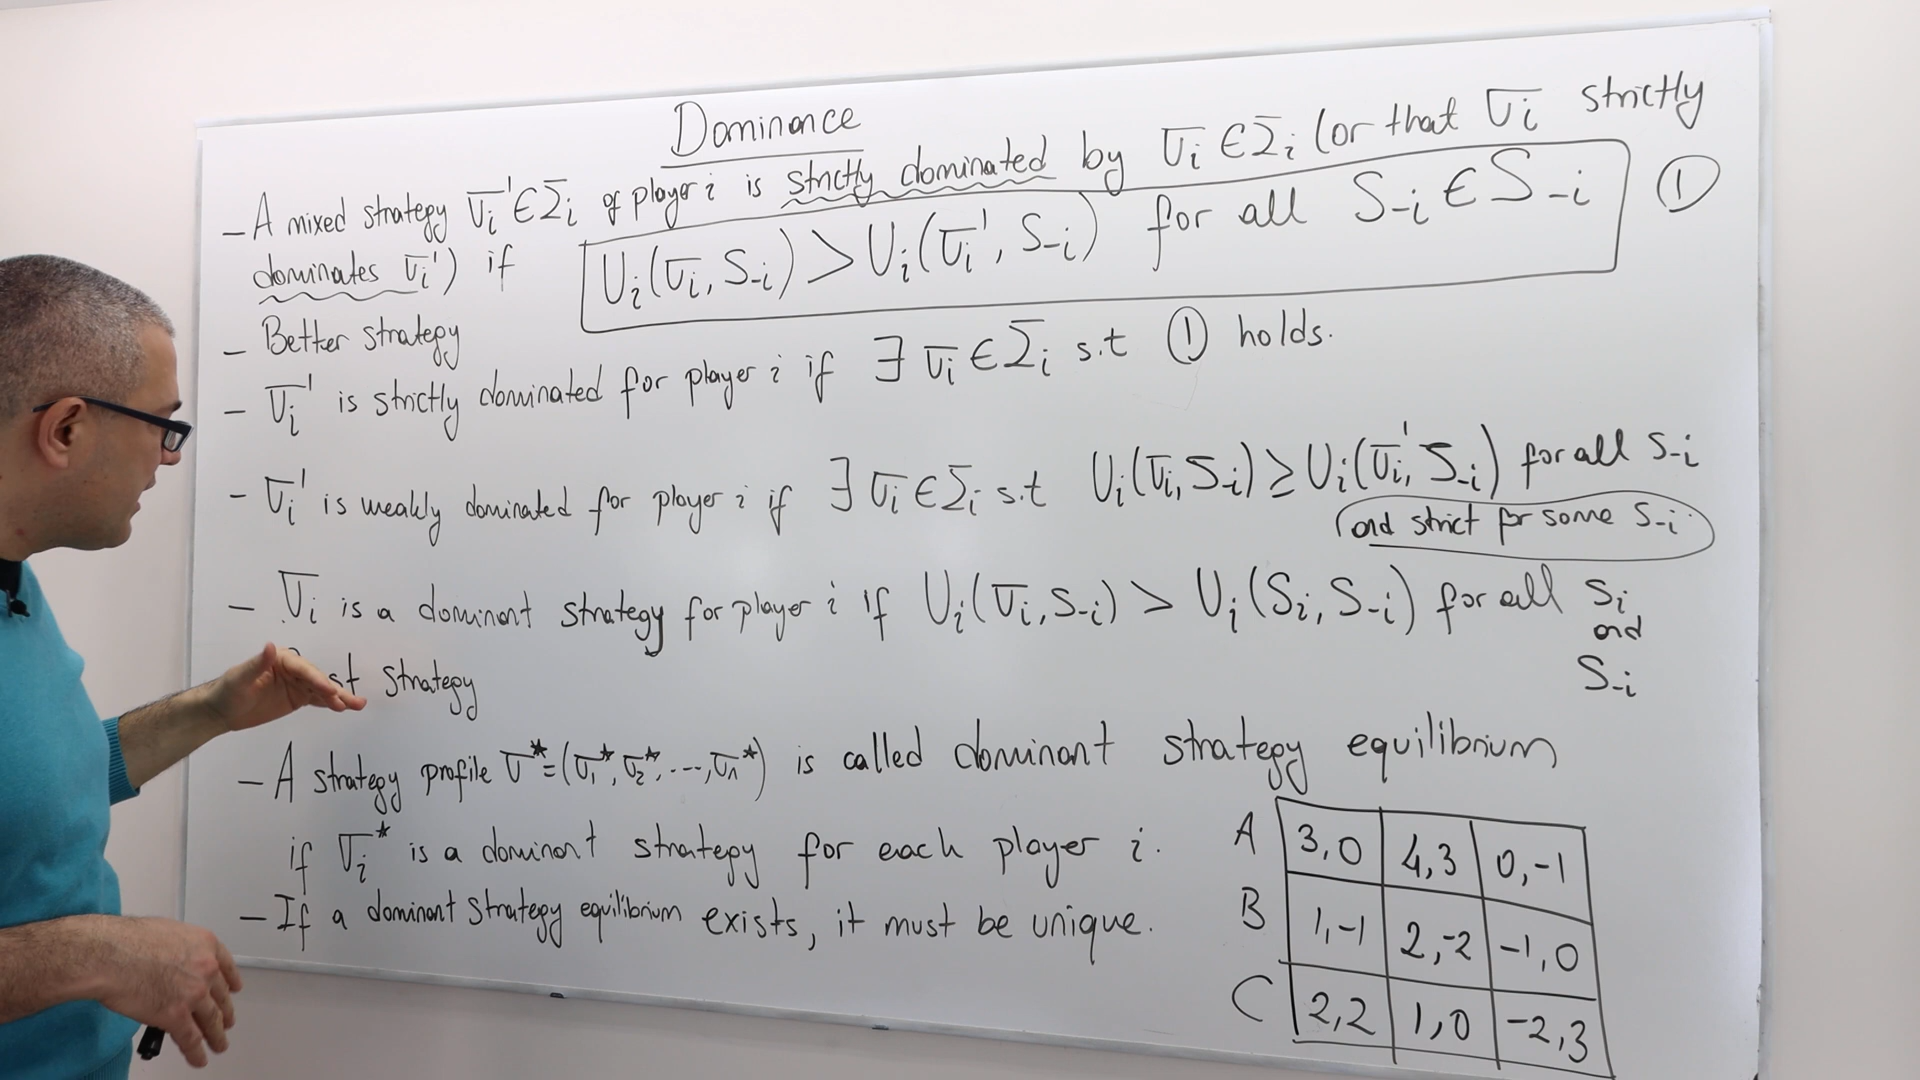 Dominance
- A mixed strategy σi' ∈ Σi of player i is strictly dominated by σi ∈ Σi (or that σi strictly
dominates σi') if Ui(σi, S-i) > Ui(σi', S-i) for all S-i ∈ S-i ①
- Better strategy
- σi' is strictly dominated for player i if ∃ σi ∈ Σi s.t ① holds.
- σi' is weakly dominated for player i if ∃ σi ∈ Σi s.t Ui(σi, S-i) ≥ Ui(σi', S-i) for all S-i
and strict for some S-i
- σi is a dominant strategy for player i if Ui(σi, S-i) > Ui(Si, S-i) for all Si
and
S-i
strategy
- A strategy profile σ* = (σ1*, σ2*, ..., σn*) is called dominant strategy equilibrium
if σi* is a dominant strategy for each player i.
- If a dominant strategy equilibrium exists, it must be unique.
A 3,0 4,3 0,-1
B 1,-1 2,-2 -1,0
C 2,2 1,0 -2,3